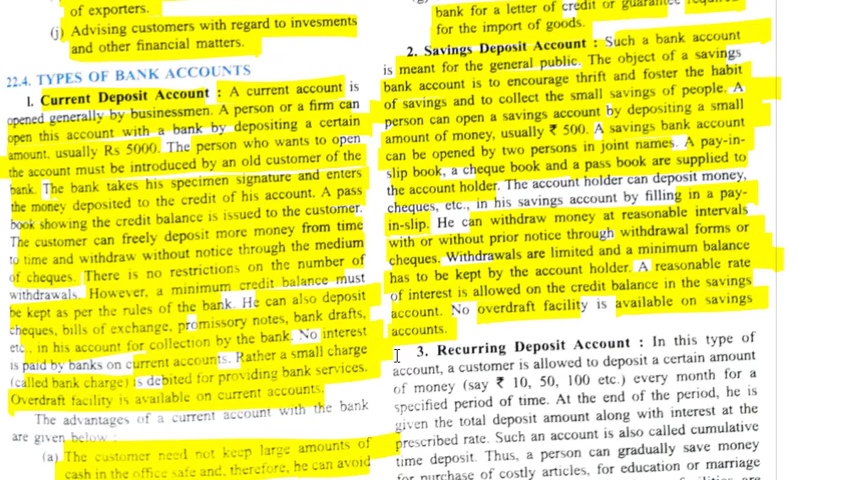 of exporters.
(j) Advising customers with regard to invesments
and other financial matters.
22.4. TYPES OF BANK ACCOUNTS
1. Current Deposit Account : A current account is
opened generally by businessmen. A person or a firm can
open this account with a bank by depositing a certain
amount, usually Rs 5000. The person who wants to open
the account must be introduced by an old customer of the
bank. The bank takes his specimen signature and enters
the money deposited to the credit of his account. A pass
book showing the credit balance is issued to the customer.
The customer can freely deposit more money from time
to time and withdraw without notice through the medium
of cheques. There is no restrictions on the number of
withdrawals. However, a minimum credit balance must
be kept as per the rules of the bank. He can also deposit
cheques, bills of exchange, promissory notes, bank drafts,
etc., in his account for collection by the bank. No interest
is paid by banks on current accounts. Rather a small charge
(called bank charge) is debited for providing bank services.
Overdraft facility is available on current accounts.
The advantages of a current account with the bank
are given below :
(a) The customer need not keep large amounts of
cash in the office safe and, therefore, he can avoid
bank for a letter of credit or guarantee required
for the import of goods.
2. Savings Deposit Account : Such a bank account
is meant for the general public. The object of a savings
bank account is to encourage thrift and foster the habit
of savings and to collect the small savings of people. A
person can open a savings account by depositing a small
amount of money, usually ₹ 500. A savings bank account
can be opened by two persons in joint names. A pay-in-
slip book, a cheque book and a pass book are supplied to
the account holder. The account holder can deposit money,
cheques, etc., in his savings account by filling in a pay-
in-slip. He can withdraw money at reasonable intervals
with or without prior notice through withdrawal forms or
cheques. Withdrawals are limited and a minimum balance
has to be kept by the account holder. A reasonable rate
of interest is allowed on the credit balance in the savings
account. No overdraft facility is available on savings
accounts.
3. Recurring Deposit Account : In this type of
account, a customer is allowed to deposit a certain amount
of money (say ₹ 10, 50, 100 etc.) every month for a
specified period of time. At the end of the period, he is
given the total deposit amount along with interest at the
prescribed rate. Such an account is also called cumulative
time deposit. Thus, a person can gradually save money
for purchase of costly articles, for education or marriage